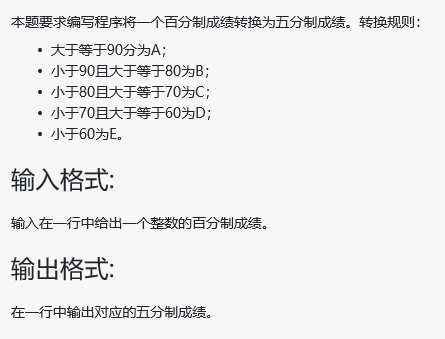 本题要求编写程序将一个百分制成绩转换为五分制成绩。转换规则：
• 大于等于90分为A；
• 小于90且大于等于80为B；
• 小于80且大于等于70为C；
• 小于70且大于等于60为D；
• 小于60为E。
输入格式:
输入在一行中给出一个整数的百分制成绩。
输出格式:
在一行中输出对应的五分制成绩。